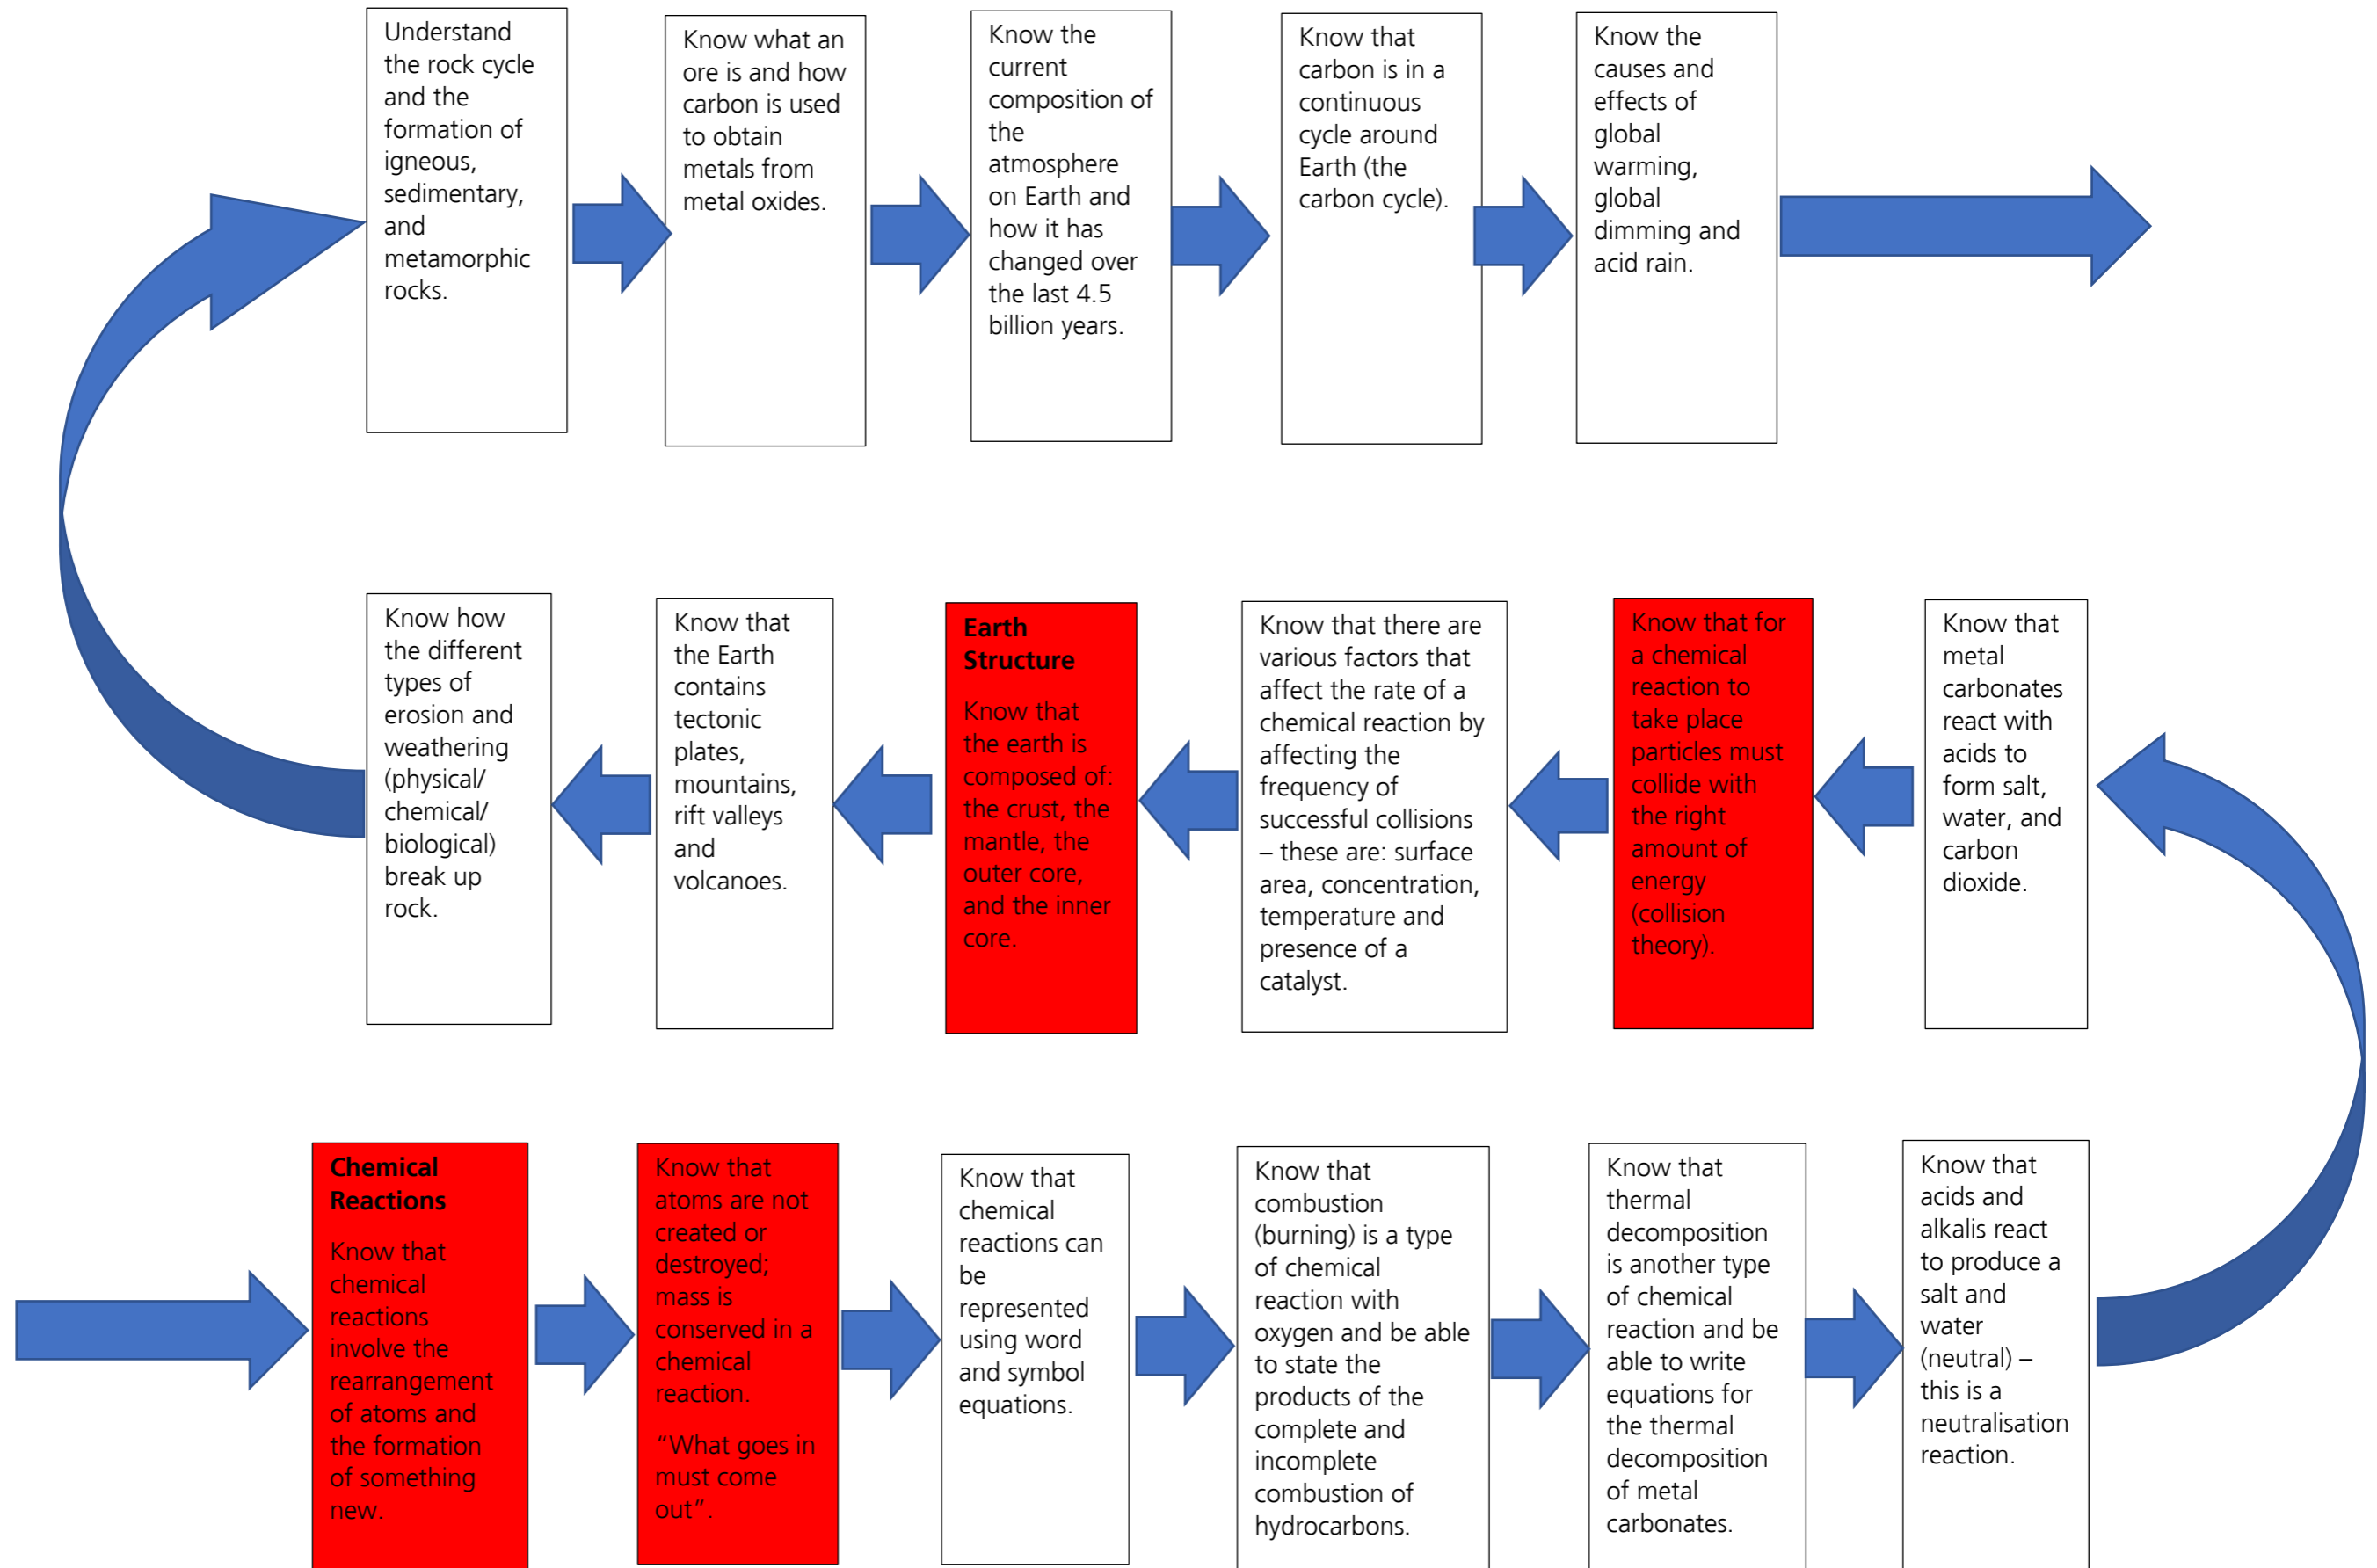 Understand
the rock cycle
and the
formation of
igneous,
sedimentary,
and
metamorphic
rocks.
Know what an
ore is and how
carbon is used
to obtain
metals from
metal oxides.
Know the
current
composition of
the
atmosphere
on Earth and
how it has
changed over
the last 4.5
billion years.
Know that
carbon is in a
continuous
cycle around
Earth (the
carbon cycle).
Know the
causes and
effects of
global
warming,
global
dimming and
acid rain.
Know how
the different
types of
erosion and
weathering
(physical/
chemical/
biological)
break up
rock.
Know that
the Earth
contains
tectonic
plates,
mountains,
rift valleys
and
volcanoes.
Earth
Structure
Know that
the earth is
composed of:
the crust, the
mantle, the
outer core,
and the inner
core.
Know that there are
various factors that
affect the rate of a
chemical reaction by
affecting the
frequency of
successful collisions
– these are: surface
area, concentration,
temperature and
presence of a
catalyst.
Know that for
a chemical
reaction to
take place
particles must
collide with
the right
amount of
energy
(collision
theory).
Know that
metal
carbonates
react with
acids to
form salt,
water, and
carbon
dioxide.
Chemical
Reactions
Know that
chemical
reactions
involve the
rearrangement
of atoms and
the formation
of something
new.
Know that
atoms are not
created or
destroyed;
mass is
conserved in a
chemical
reaction.
“What goes in
must come
out”.
Know that
chemical
reactions can
be
represented
using word
and symbol
equations.
Know that
combustion
(burning) is a type
of chemical
reaction with
oxygen and be able
to state the
products of the
complete and
incomplete
combustion of
hydrocarbons.
Know that
thermal
decomposition
is another type
of chemical
reaction and be
able to write
equations for
the thermal
decomposition
of metal
carbonates.
Know that
acids and
alkalis react
to produce a
salt and
water
(neutral) –
this is a
neutralisation
reaction.